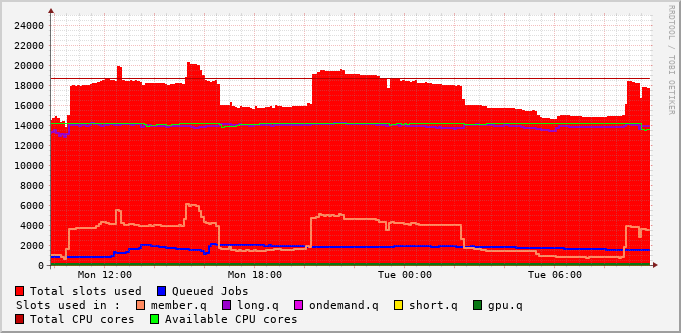 24000
22000
20000
18000
16000
14000
12000
10000
8000
6000
4000
2000
0
Mon 12:00 Mon 18:00 Tue 00:00 Tue 06:00
RRDTOOL / TOBI OETIKER
Total slots used Queued Jobs
Slots used in : member.q long.q ondemand.q short.q gpu.q
Total CPU cores Available CPU cores